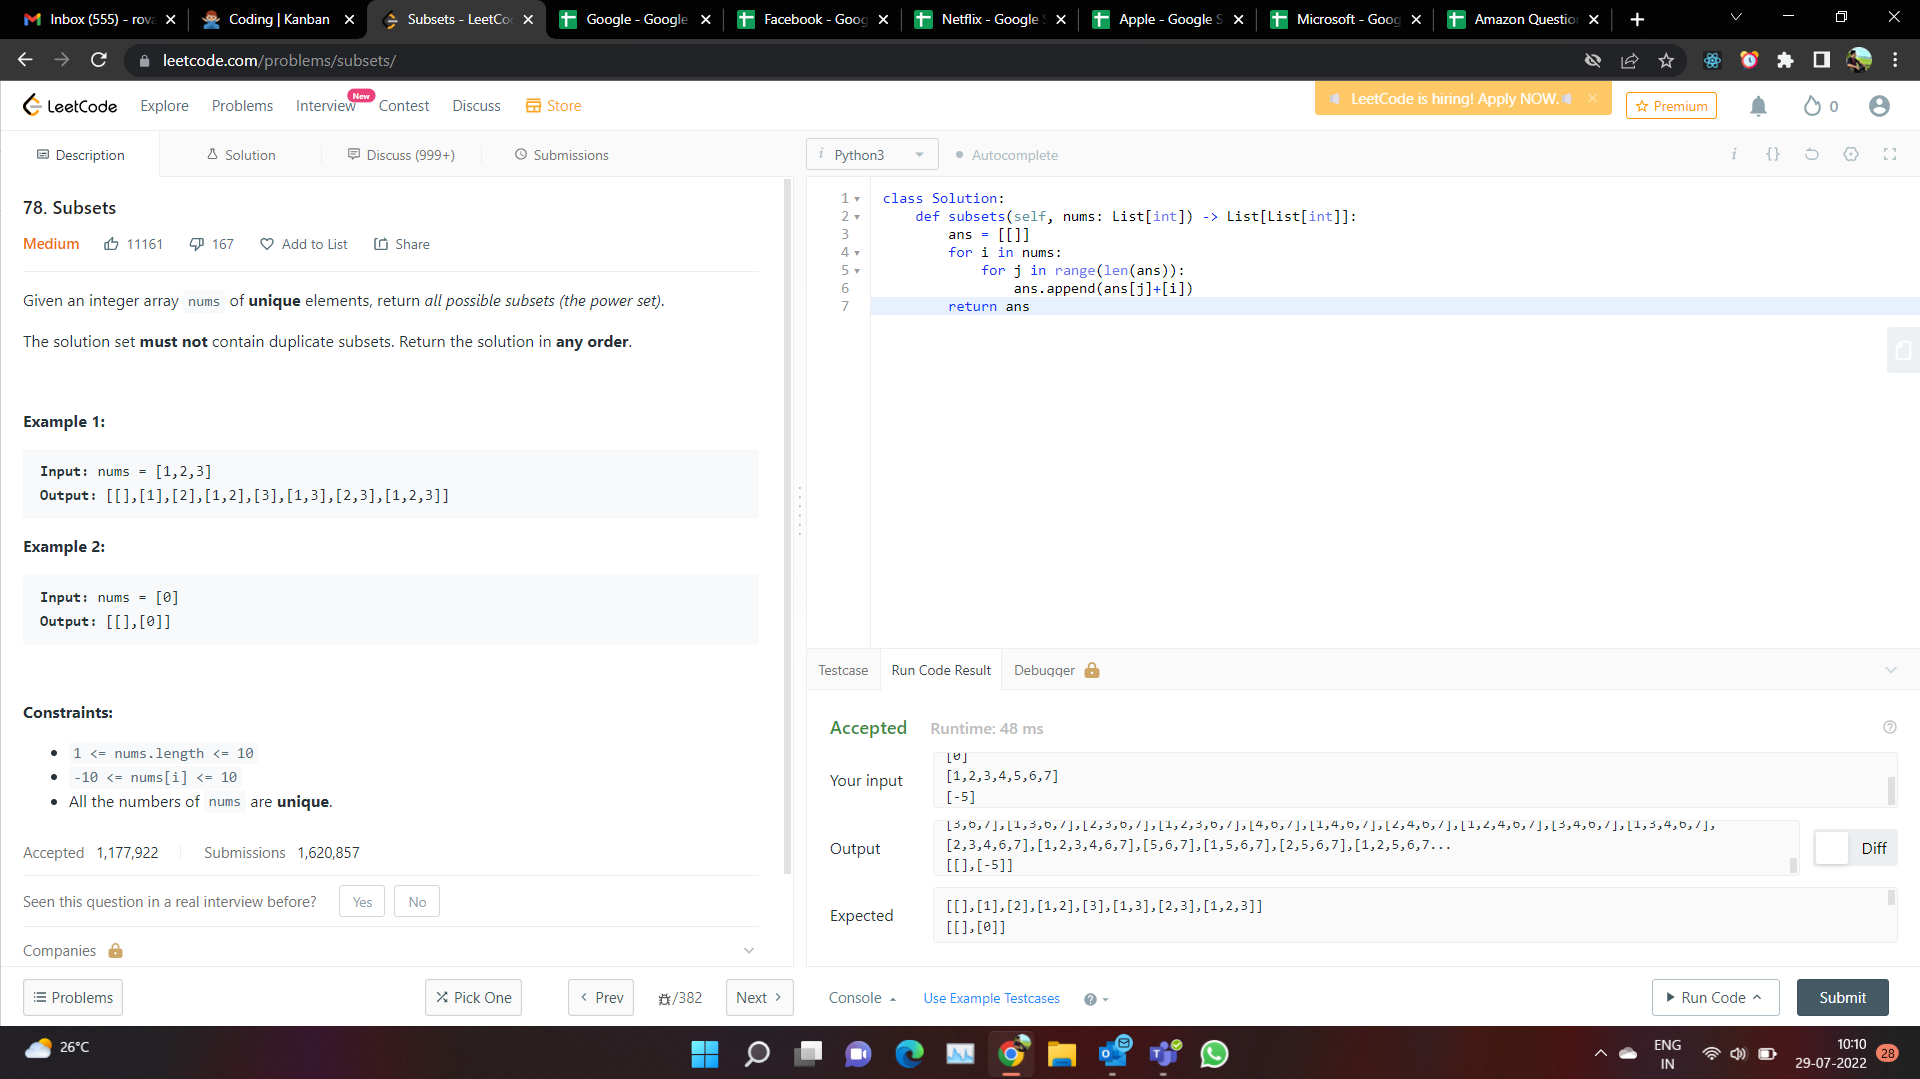 Inbox (555) - rova
Coding | Kanban
Subsets - LeetCo
Google - Google
Facebook - Goog
Netflix - Google S
Apple - Google S
Microsoft - Goog
Amazon Question
leetcode.com/problems/subsets/
LeetCode
Explore
Problems
Interview
New
Contest
Discuss
Store
LeetCode is hiring! Apply NOW.
Premium
0
Description
Solution
Discuss (999+)
Submissions
Python3
Autocomplete
78. Subsets
Medium
11161
167
Add to List
Share
Given an integer array nums of unique elements, return all possible subsets (the power set).
The solution set must not contain duplicate subsets. Return the solution in any order.
Example 1:
Input: nums = [1,2,3]
Output: [[],[1],[2],[1,2],[3],[1,3],[2,3],[1,2,3]]
Example 2:
Input: nums = [0]
Output: [[],[0]]
Constraints:
1 <= nums.length <= 10
-10 <= nums[i] <= 10
All the numbers of nums are unique.
Accepted 1,177,922
Submissions 1,620,857
Seen this question in a real interview before?
Yes
No
Companies
Problems
Pick One
Prev
/382
Next
1 class Solution:
2 def subsets(self, nums: List[int]) -> List[List[int]]:
3 ans = [[]]
4 for i in nums:
5 for j in range(len(ans)):
6 ans.append(ans[j]+[i])
7 return ans
Testcase
Run Code Result
Debugger
Accepted
Runtime: 48 ms
Your input
[0]
[1,2,3,4,5,6,7]
[-5]
Output
[3,6,7],[1,3,6,7],[2,3,6,7],[1,2,3,6,7],[4,6,7],[1,4,6,7],[2,4,6,7],[1,2,4,6,7],[3,4,6,7],[1,3,4,6,7],
[2,3,4,6,7],[1,2,3,4,6,7],[5,6,7],[1,5,6,7],[2,5,6,7],[1,2,5,6,7...
[[],[-5]]
Diff
Expected
[[],[1],[2],[1,2],[3],[1,3],[2,3],[1,2,3]]
[[],[0]]
Console
Use Example Testcases
Run Code
Submit
26°C
ENG
IN
10:10
29-07-2022
28